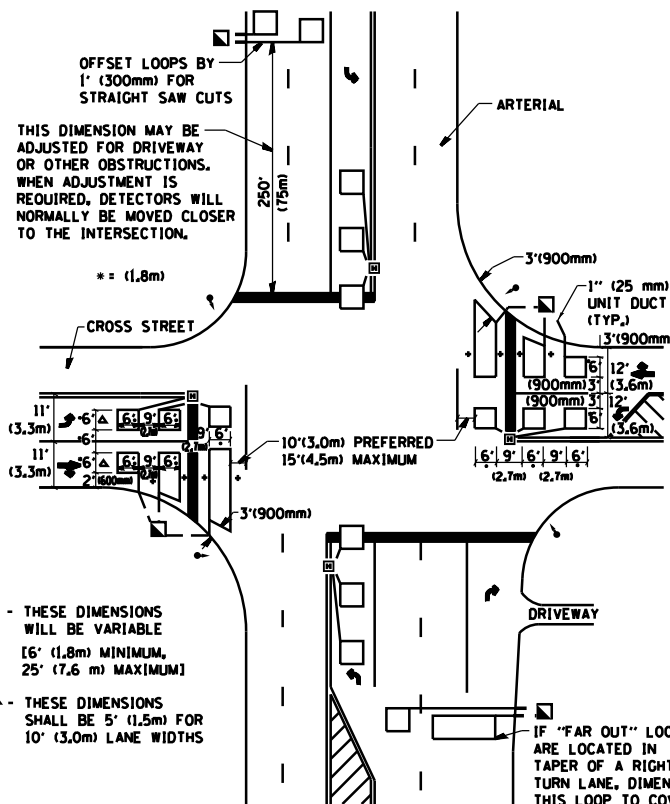 OFFSET LOOPS BY
1' (300mm) FOR
STRAIGHT SAW CUTS
ARTERIAL
THIS DIMENSION MAY BE
ADJUSTED FOR DRIVEWAY
OR OTHER OBSTRUCTIONS.
WHEN ADJUSTMENT IS
REQUIRED, DETECTORS WILL
NORMALLY BE MOVED CLOSER
TO THE INTERSECTION.
250'
(75m)
* = (1.8m)
H
3'(900mm)
1" (25 mm)
UNIT DUCT
(TYP.)
CROSS STREET
3'(900mm
6'
12'
(3.6m)
(900mm) 3'
(900mm) 3'
12'
6'
(3.6m)
H
6' 9' 6' 9' 6'
(2.7m) (2.7m)
H
11'
(3.3m)
6'
6' 9' 6'
6'
9' 6'
(2.7m)
11'
(3.3m)
6'
6' 9' 6'
2' (600mm)
10'(3.0m) PREFERRED
15'(4.5m) MAXIMUM
3'(900mm)
H
- THESE DIMENSIONS
WILL BE VARIABLE
[6' (1.8m) MINIMUM,
25' (7.6 m) MAXIMUM]
- THESE DIMENSIONS
SHALL BE 5' (1.5m) FOR
10' (3.0m) LANE WIDTHS
DRIVEWAY
IF "FAR OUT" LOO
ARE LOCATED IN
TAPER OF A RIGHT
TURN LANE, DIMEN
THIS LOOP TO COV